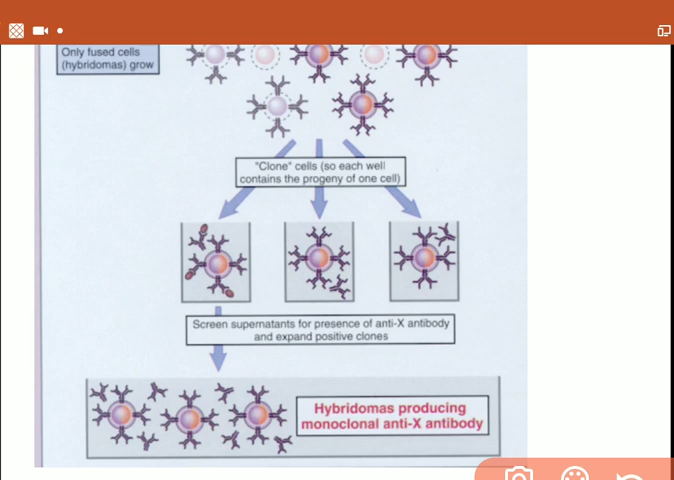 Only fused cells
(hybridomas) grow
"Clone" cells (so each well
contains the progeny of one cell)
Screen supernatants for presence of anti-X antibody
and expand positive clones
Hybridomas producing
monoclonal anti-X antibody